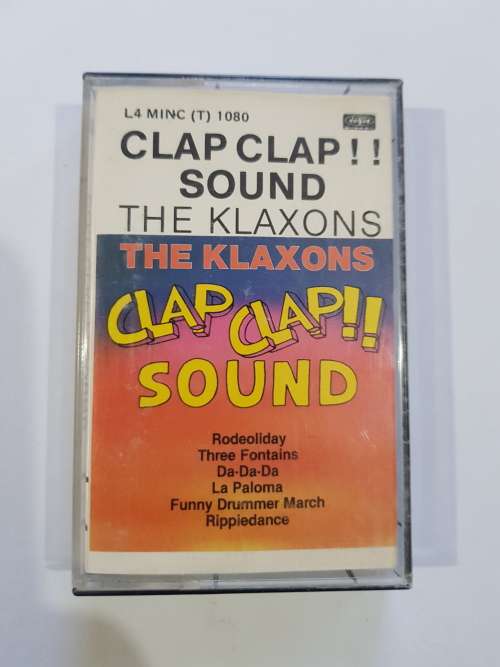 L4 MINC (T) 1080
CLAP CLAP!!
SOUND
THE KLAXONS
THE KLAXONS
CLAP CLAP!!
SOUND
Rodeoliday
Three Fontains
Da-Da-Da
La Paloma
Funny Drummer March
Rippiedance